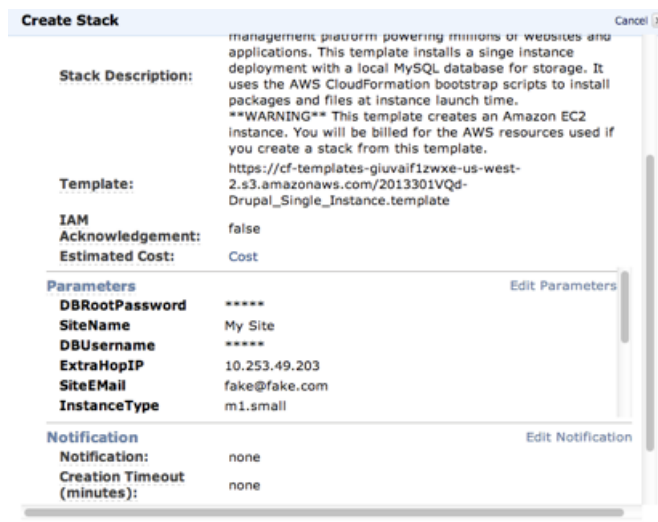 Create Stack
Cancel
management platform powering millions of websites and
applications. This template installs a singe instance
Stack Description:
deployment with a local MySQL database for storage. It
uses the AWS CloudFormation bootstrap scripts to install
packages and files at instance launch time.
**WARNING** This template creates an Amazon EC2
instance. You will be billed for the AWS resources used if
you create a stack from this template.
Template:
https://cf-templates-giuvaif1zwxe-us-west-
2.s3.amazonaws.com/2013301VQd-
Drupal_Single_Instance.template
IAM
Acknowledgement:
false
Estimated Cost: Cost
Parameters Edit Parameters
DBRootPassword *****
SiteName My Site
DBUsername *****
ExtraHopIP 10.253.49.203
SiteEMail fake@fake.com
InstanceType m1.small
Notification Edit Notification
Notification: none
Creation Timeout
(minutes):
none